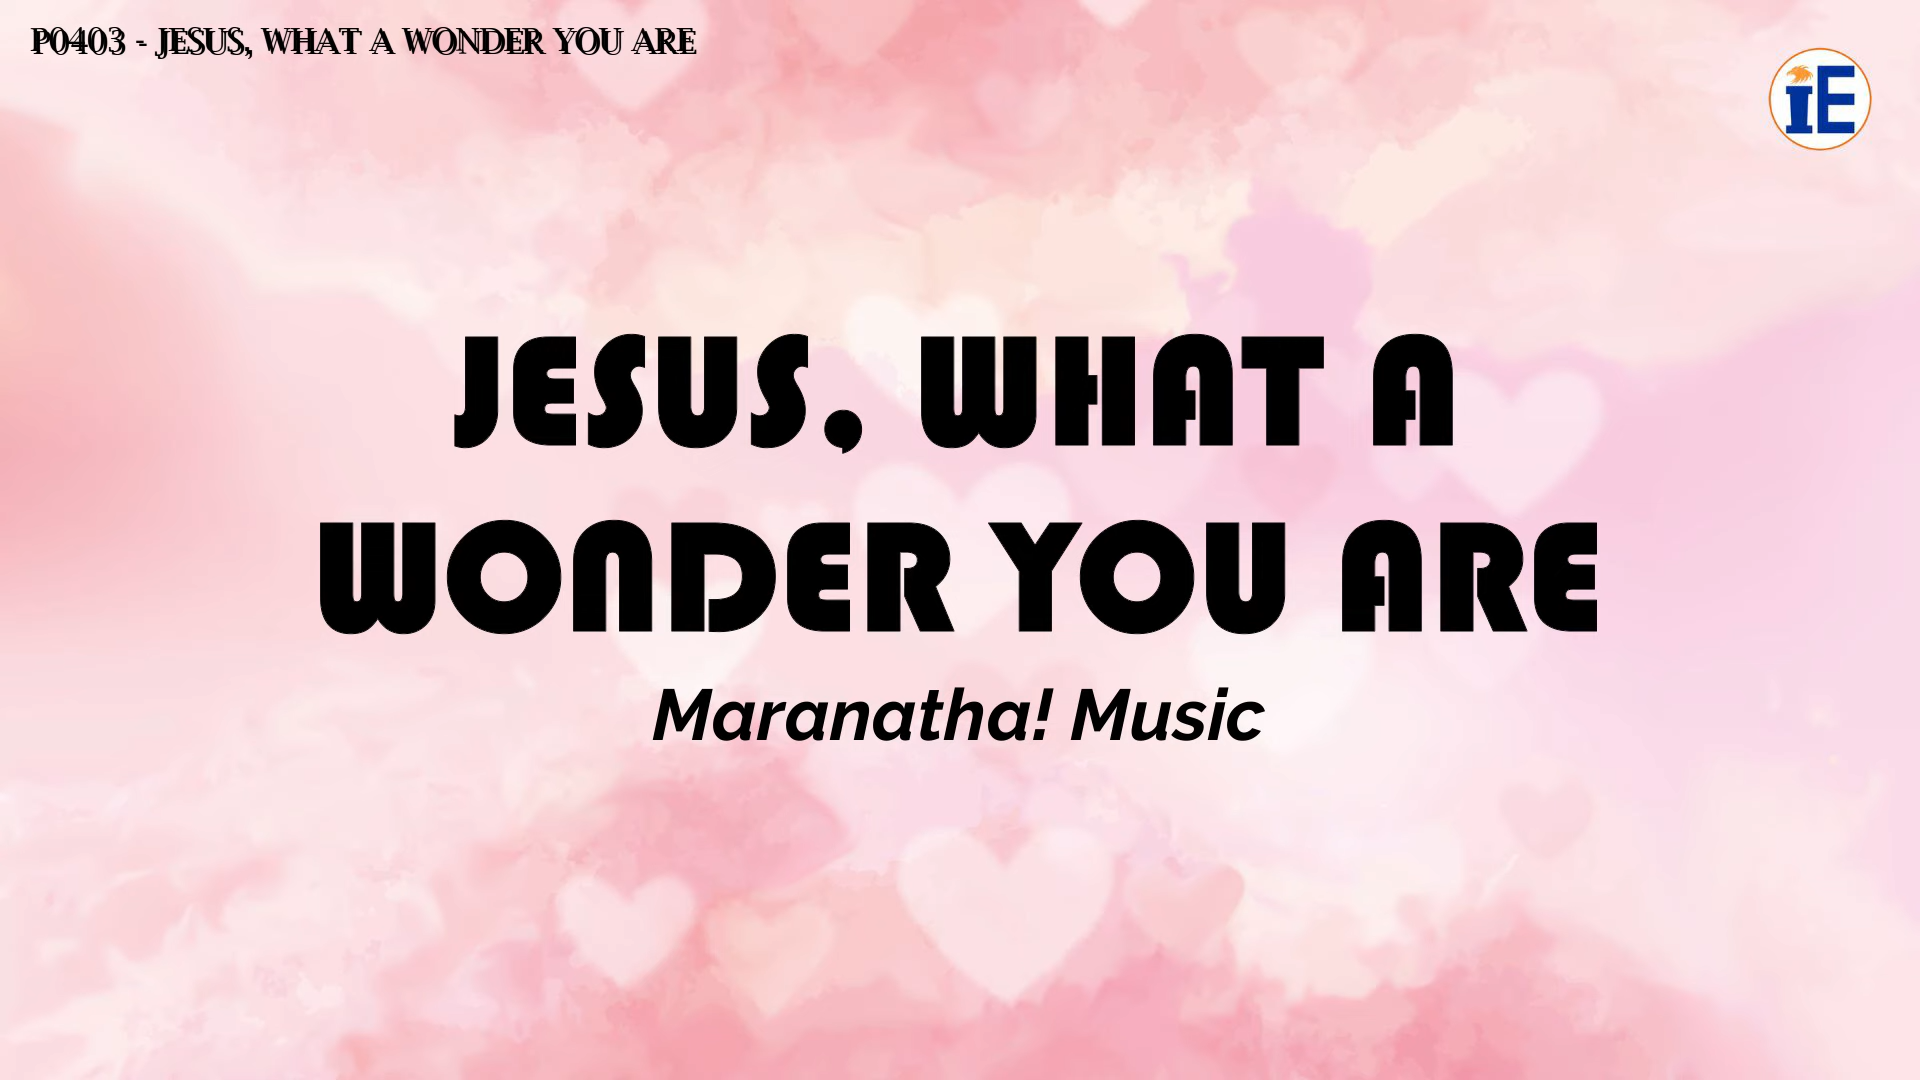 P0403 - JESUS, WHAT A WONDER YOU ARE
IE
JESUS, WHAT A
WONDER YOU ARE
Maranatha! Music